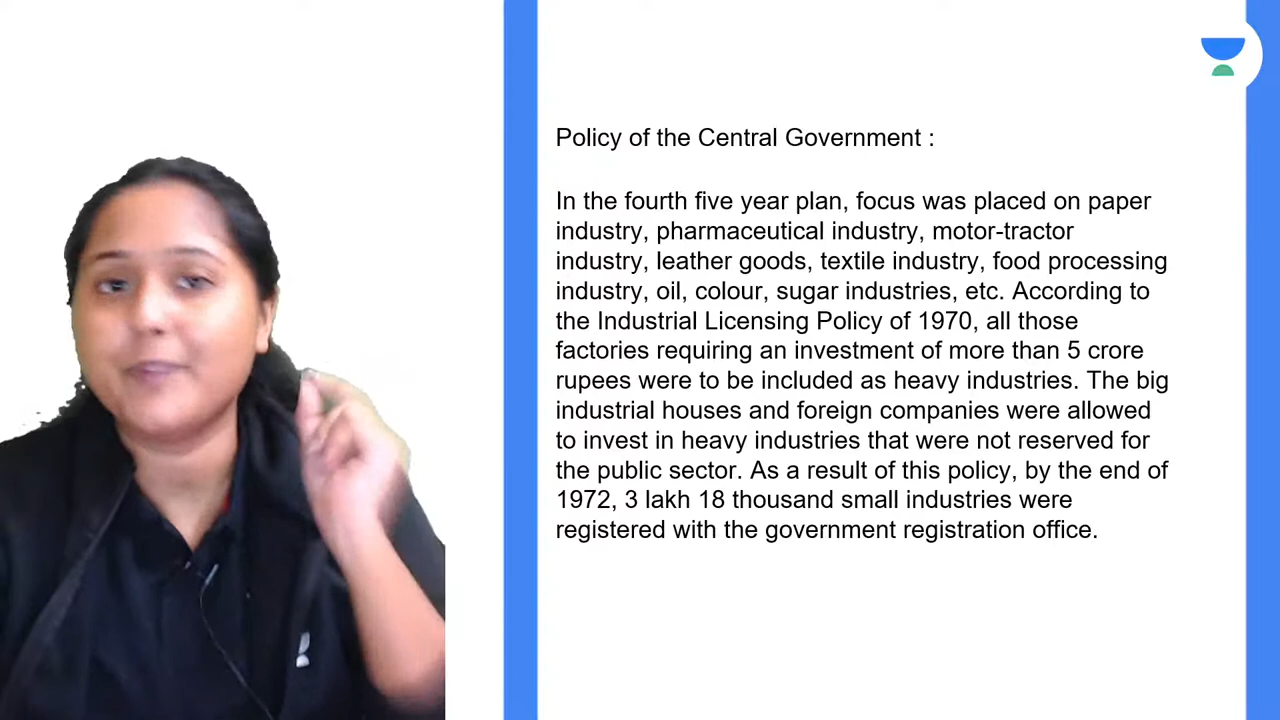 Policy of the Central Government :
In the fourth five year plan, focus was placed on paper
industry, pharmaceutical industry, motor-tractor
industry, leather goods, textile industry, food processing
industry, oil, colour, sugar industries, etc. According to
the Industrial Licensing Policy of 1970, all those
factories requiring an investment of more than 5 crore
rupees were to be included as heavy industries. The big
industrial houses and foreign companies were allowed
to invest in heavy industries that were not reserved for
the public sector. As a result of this policy, by the end of
1972, 3 lakh 18 thousand small industries were
registered with the government registration office.